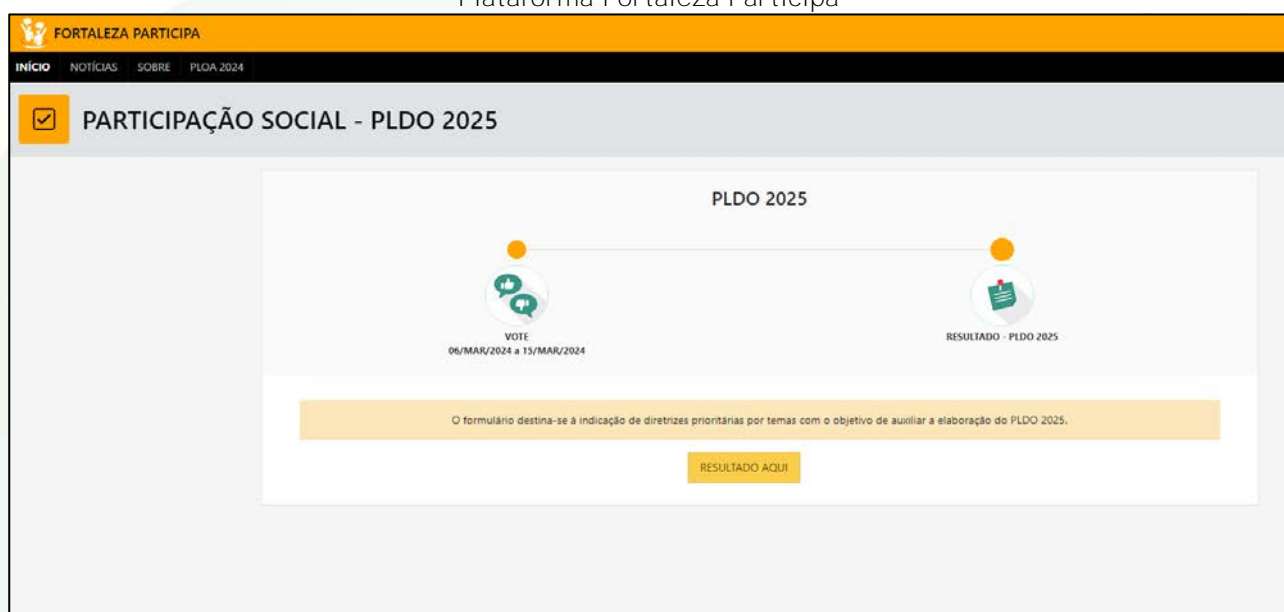 Plataforma Fortaleza Participa
FORTALEZA PARTICIPA
INÍCIO NOTÍCIAS SOBRE PLOA 2024
PARTICIPAÇÃO SOCIAL - PLDO 2025
PLDO 2025
VOTE
06/MAR/2024 a 15/MAR/2024
RESULTADO - PLDO 2025
O formulário destina-se à indicação de diretrizes prioritárias por temas com o objetivo de auxiliar a elaboração do PLDO 2025.
RESULTADO AQUI